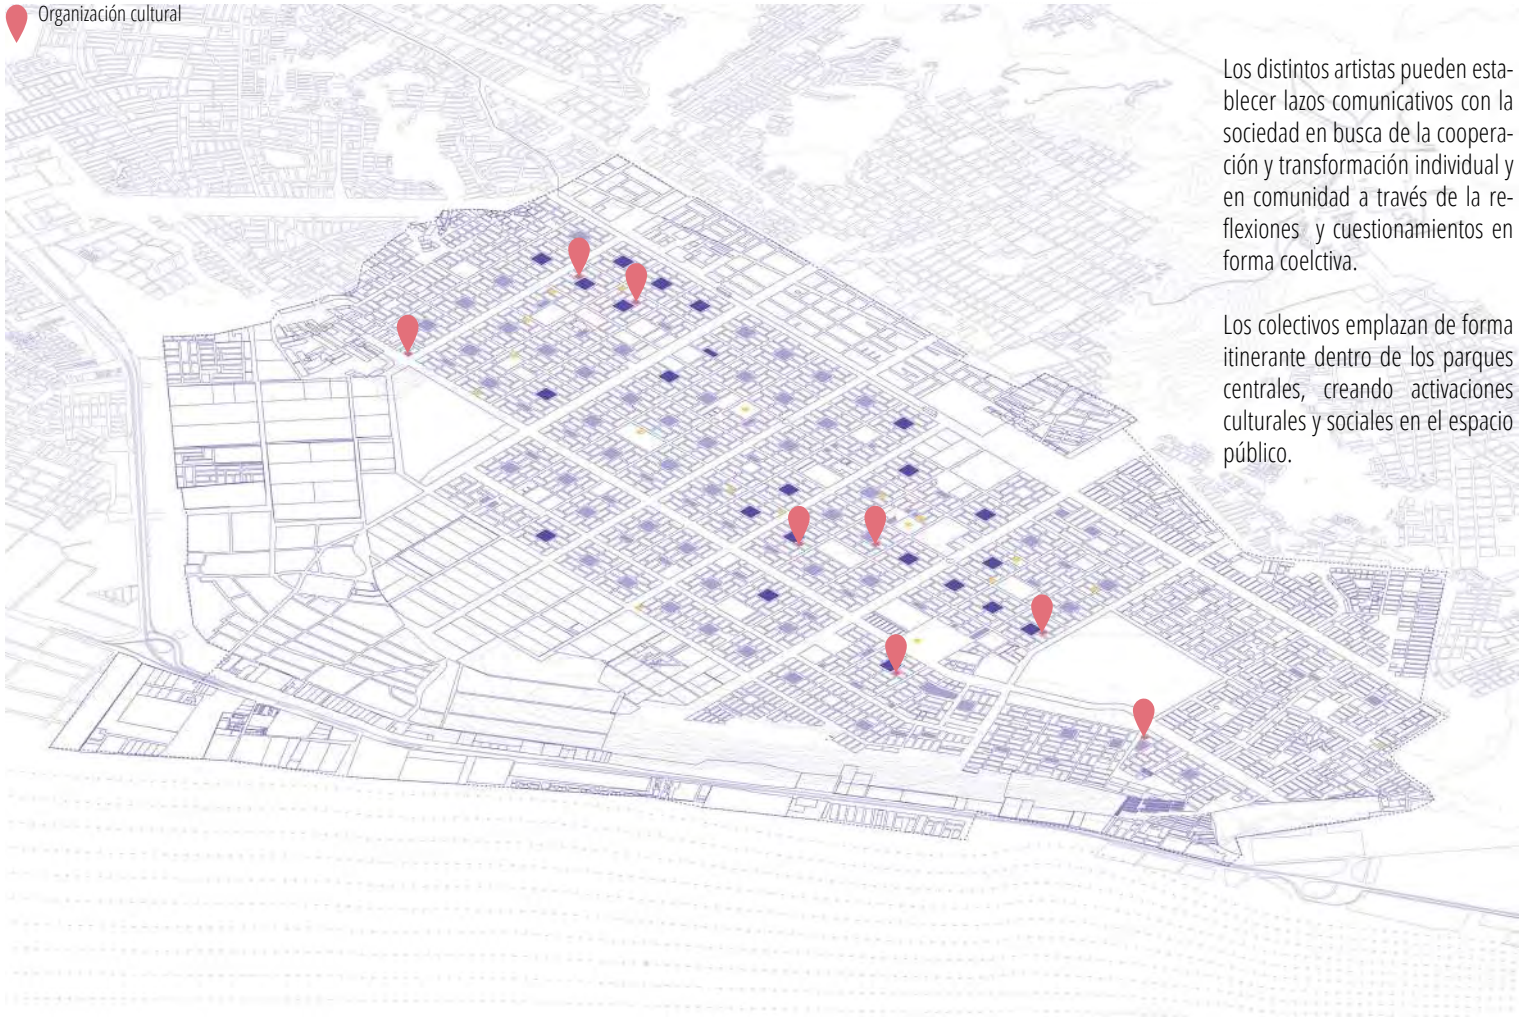 Organización cultural
Los distintos artistas pueden esta-
blecer lazos comunicativos con la
sociedad en busca de la coopera-
ción y transformación individual y
en comunidad a través de la re-
flexiones y cuestionamientos en
forma coelctiva.
Los colectivos emplazan de forma
itinerante dentro de los parques
centrales, creando activaciones
culturales y sociales en el espacio
público.